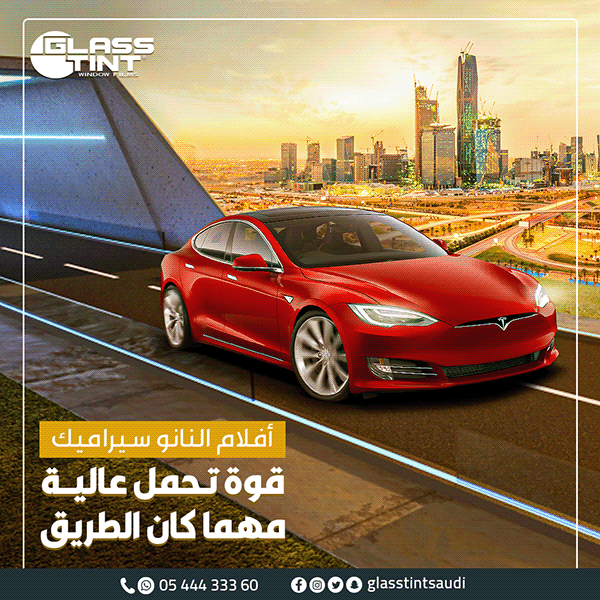 GLASS
TINT
WINDOW FILMS
أفلام النانو سيراميك
قوة تحمل عالية
مهما كان الطريق
05 444 333 60
glasstintsaudi